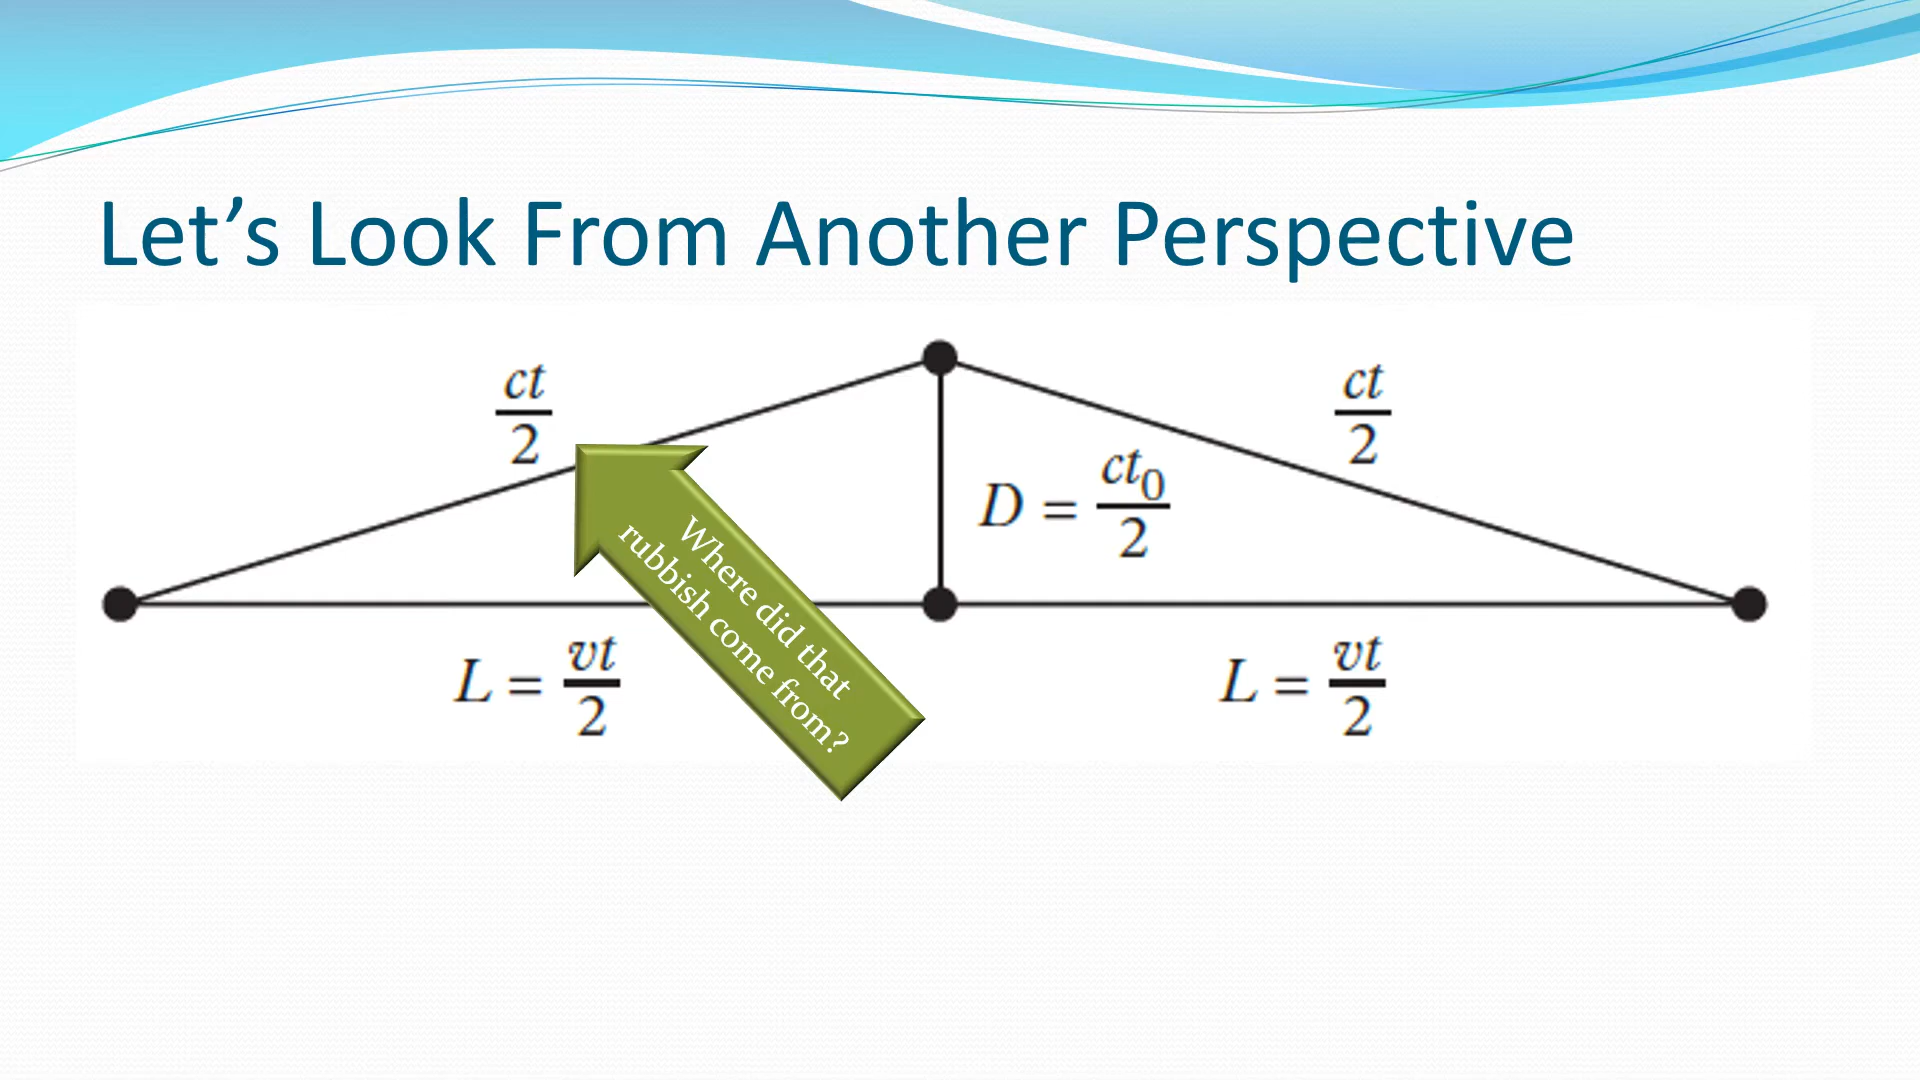 Let’s Look From Another Perspective
ct/2
ct/2
D = ct₀/2
Where did that
rubbish come from?
L = vt/2
L = vt/2